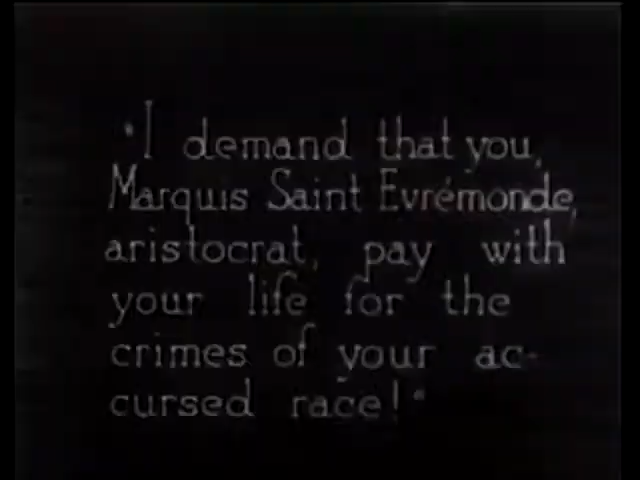 "I demand that you,
Marquis Saint Evrémonde,
aristocrat, pay with
your life for the
crimes of your ac-
cursed race!"